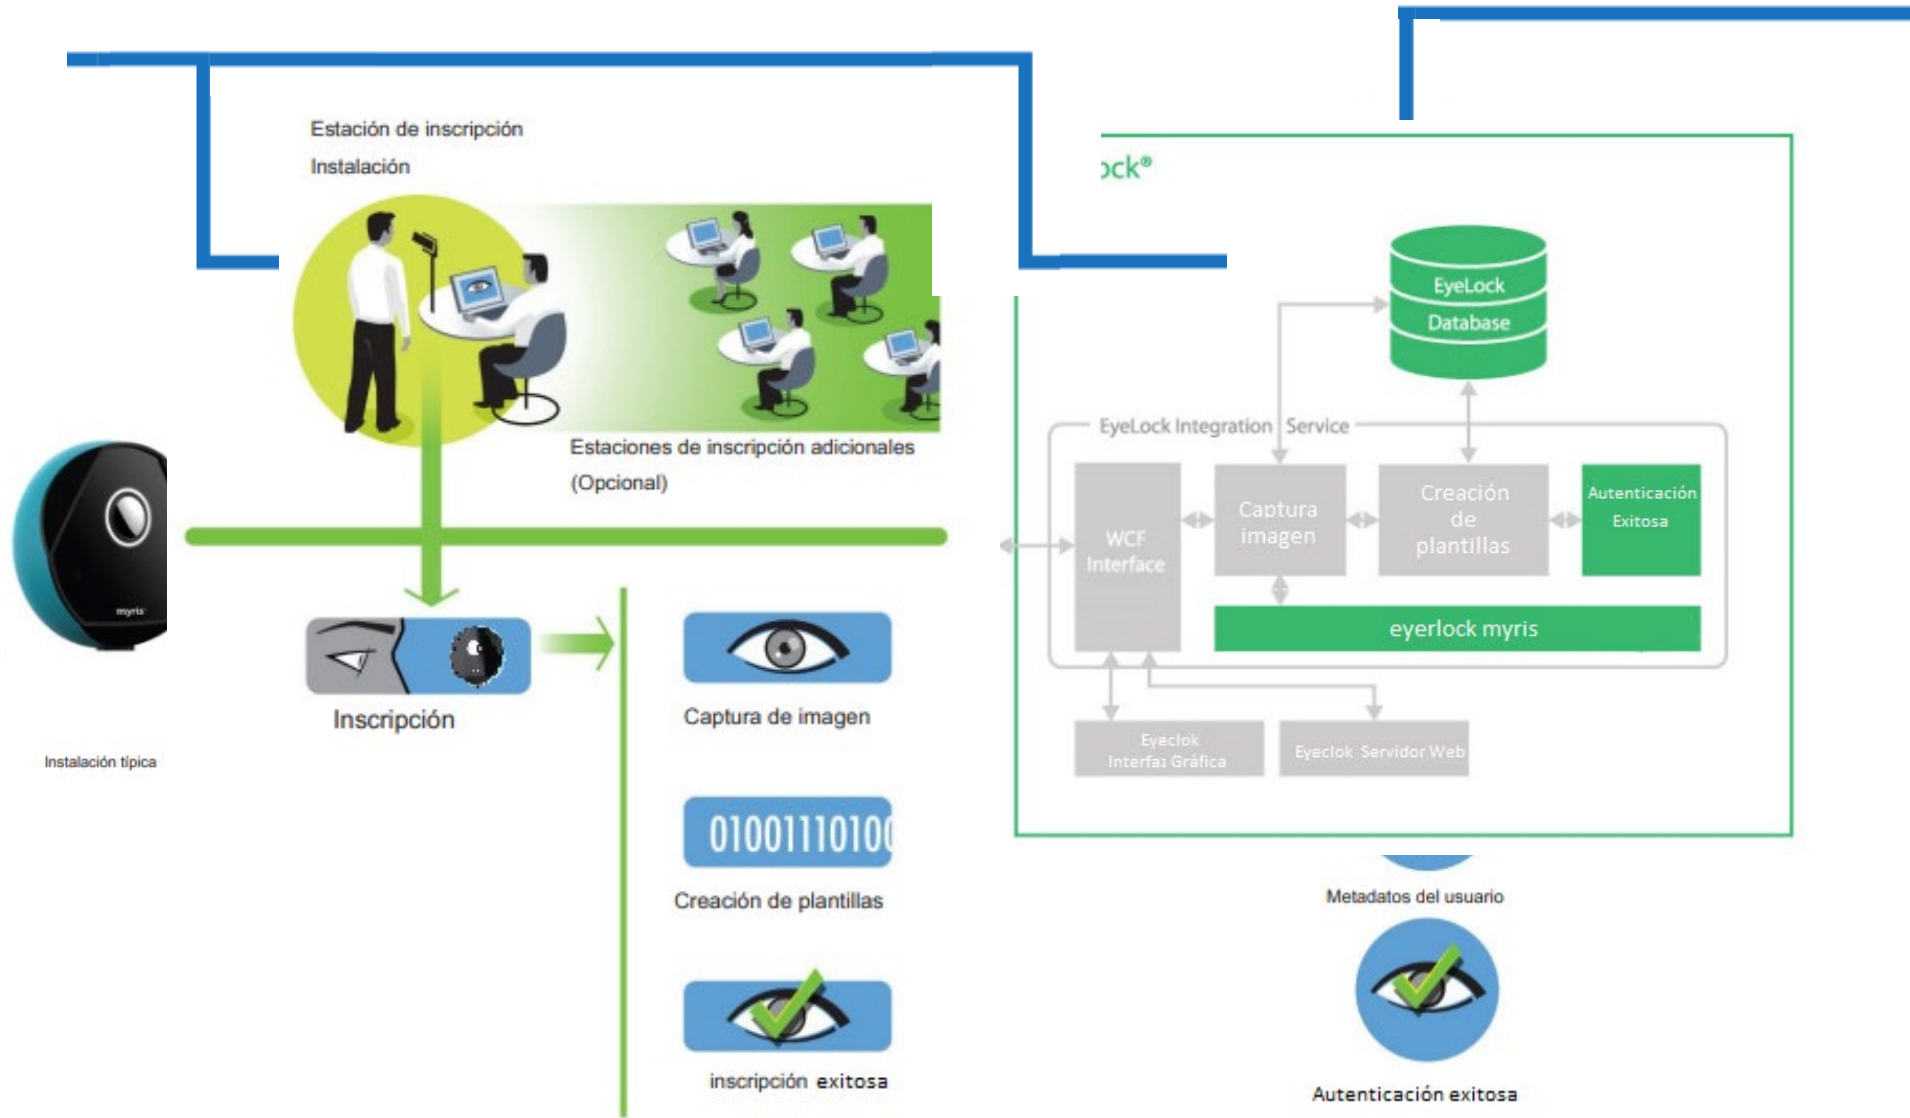 Estación de inscripción
Instalación
Estaciones de inscripción adicionales
(Opcional)
myris
Instalación típica
Inscripción
Captura de imagen
01001110100
Creación de plantillas
inscripción exitosa
ock®
EyeLock
Database
EyeLock Integration Service
WCF
Interface
Captura
imagen
Creación
de
plantillas
Autenticación
Exitosa
eyerlock myris
Eyeclok
Interfaz Gráfica
Eyeclok Servidor Web
Metadatos del usuario
Autenticación exitosa